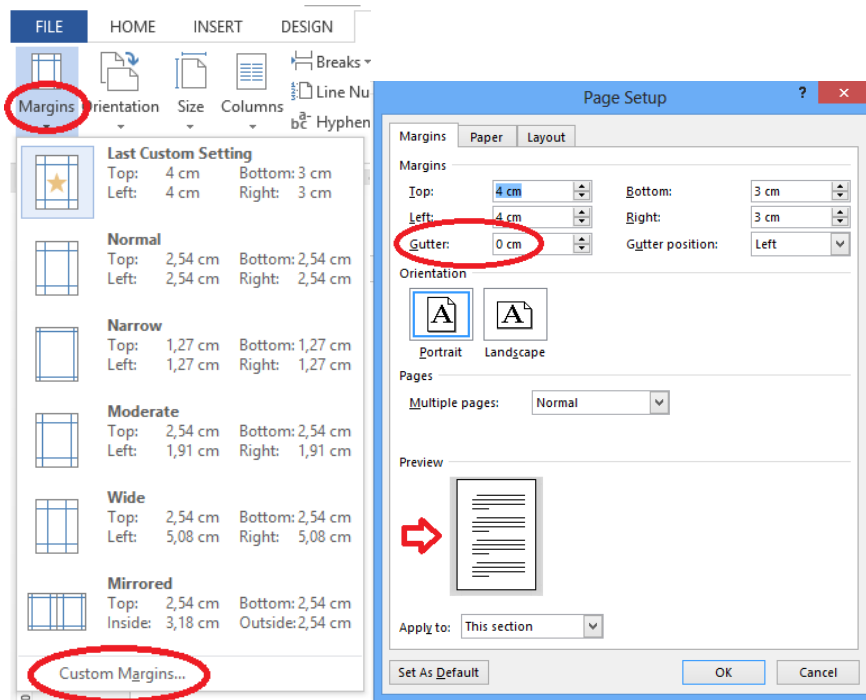 FILE HOME INSERT DESIGN
Breaks
Line Nu
Hyphen
Margins rientation Size Columns
Last Custom Setting
Top: 4 cm Bottom: 3 cm
Left: 4 cm Right: 3 cm
Normal
Top: 2,54 cm Bottom: 2,54 cm
Left: 2,54 cm Right: 2,54 cm
Narrow
Top: 1,27 cm Bottom: 1,27 cm
Left: 1,27 cm Right: 1,27 cm
Moderate
Top: 2,54 cm Bottom: 2,54 cm
Left: 1,91 cm Right: 1,91 cm
Wide
Top: 2,54 cm Bottom: 2,54 cm
Left: 5,08 cm Right: 5,08 cm
Mirrored
Top: 2,54 cm Bottom: 2,54 cm
Inside: 3,18 cm Outside: 2,54 cm
Custom Margins...
Page Setup ? x
Margins Paper Layout
Margins
Top: 4 cm Bottom: 3 cm
Left: 4 cm Right: 3 cm
Gutter: 0 cm Gutter position: Left
Orientation
A A
Portrait Landscape
Pages
Multiple pages: Normal
Preview
Apply to: This section
Set As Default OK Cancel